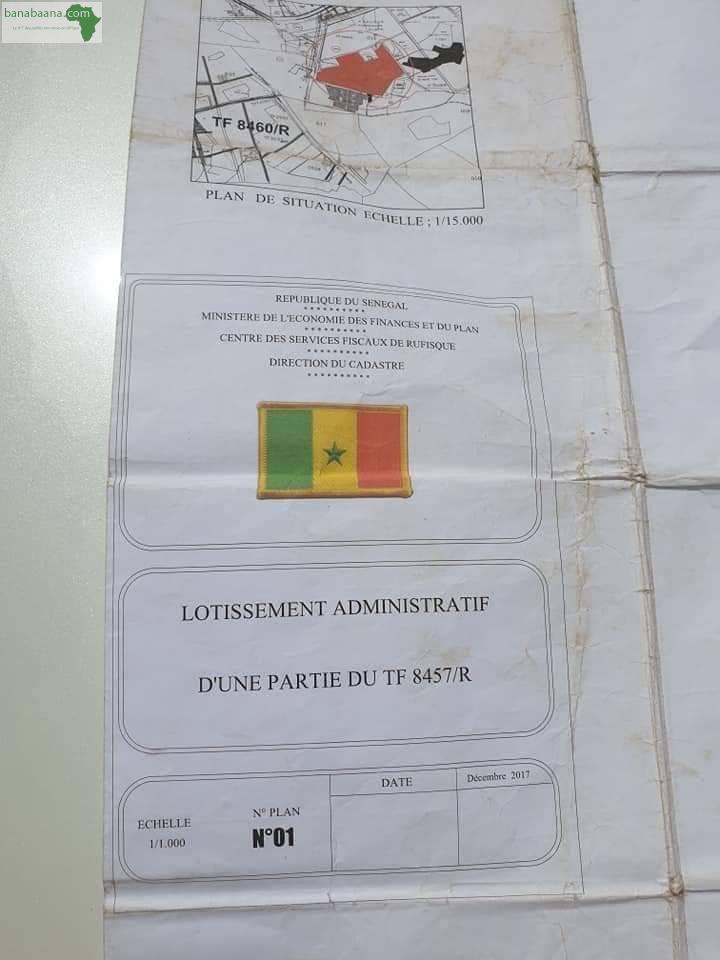 banabaana.com
TF 8460/R
PLAN DE SITUATION ECHELLE ; 1/15.000
REPUBLIQUE DU SENEGAL
**********
MINISTERE DE L'ECONOMIE DES FINANCES ET DU PLAN
**********
CENTRE DES SERVICES FISCAUX DE RUFISQUE
**********
DIRECTION DU CADASTRE
**********
LOTISSEMENT ADMINISTRATIF
D'UNE PARTIE DU TF 8457/R
ECHELLE
1/1.000
N° PLAN
N°01
DATE
Décembre 2017